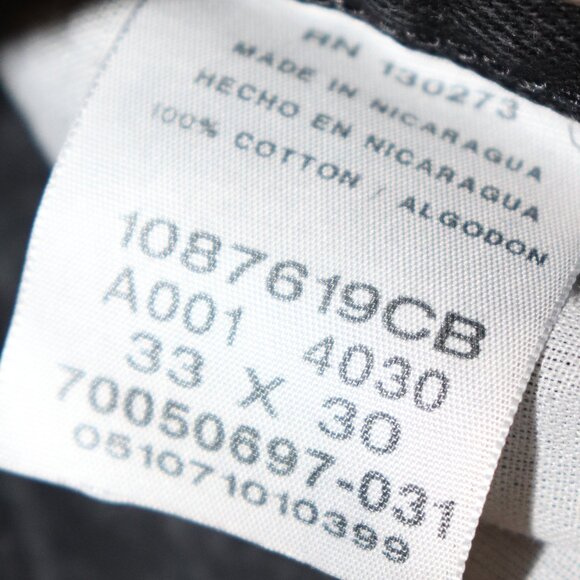 RN 130273
MADE IN NICARAGUA
HECHO EN NICARAGUA
100% COTTON / ALGODON
1087619CB
A001 4030
33 X 30
70050697-031
051071010399